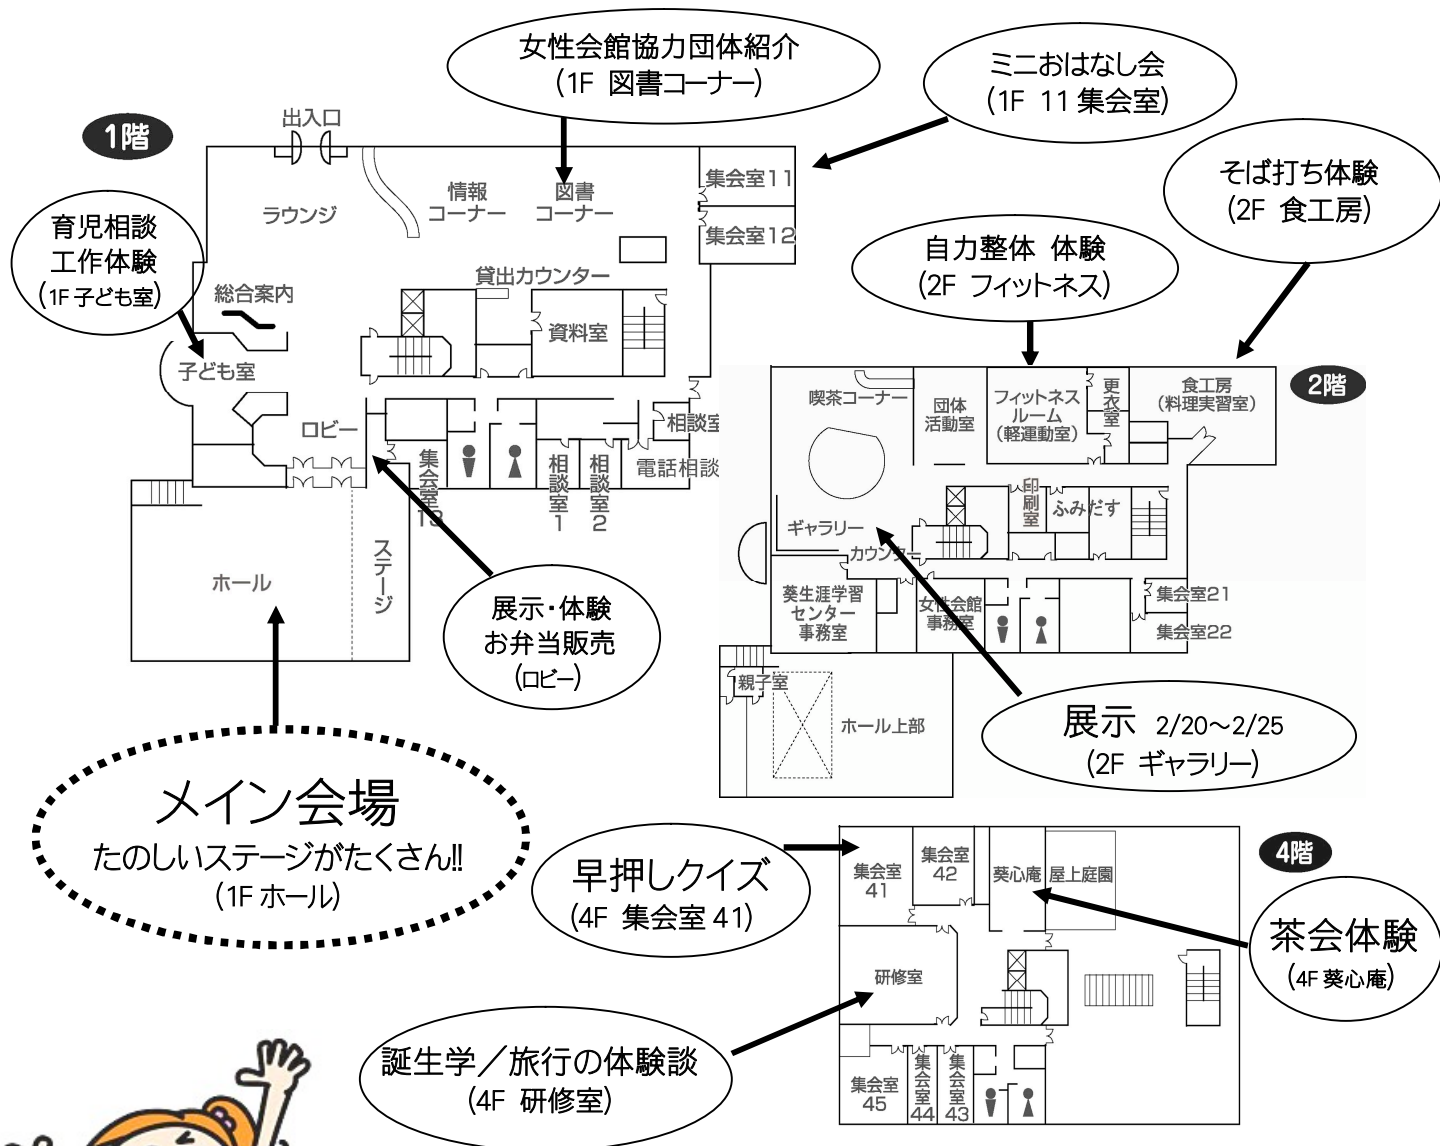 女性会館協力団体紹介
(1F 図書コーナー)
ミニおはなし会
(1F 11集会室)
1階
出入口
集会室11
そば打ち体験
(2F 食工房)
情報
コーナー
図書
コーナー
ラウンジ
育児相談
工作体験
(1F子ども室)
集会室12
自力整体 体験
(2F フィットネス)
貸出カウンター
総合案内
資料室
子ども室
ロビー
相談室
集会室13
相談室1
相談室2
電話相談
ホール
ステージ
展示・体験
お弁当販売
(ロビー)
メイン会場
たのしいステージがたくさん!!
(1Fホール)
2階
喫茶コーナー
団体
活動室
フィットネス
ルーム
(軽運動室)
更衣室
食工房
(料理実習室)
印刷室
ふみだす
ギャラリー
カウンター
葵生涯学習
センター
事務室
女性会館
事務室
集会室21
集会室22
親子室
ホール上部
展示 2/20~2/25
(2F ギャラリー)
4階
早押しクイズ
(4F 集会室41)
集会室
41
集会室
42
葵心庵
屋上庭園
茶会体験
(4F葵心庵)
研修室
誕生学/旅行の体験談
(4F 研修室)
集会室
45
集会室44
集会室43